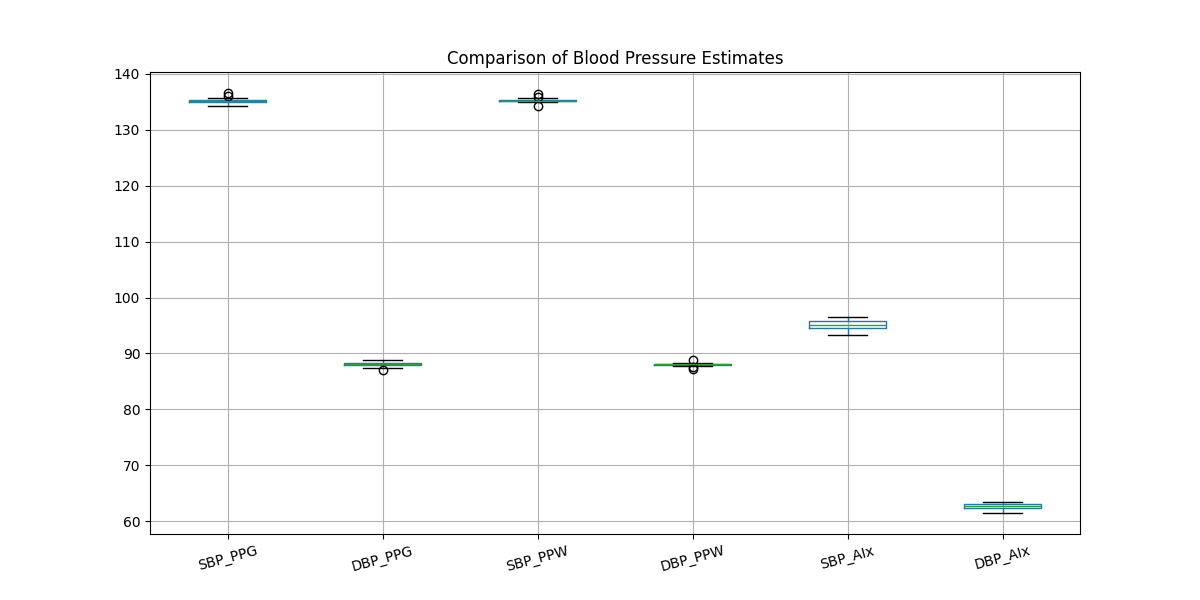 Comparison of Blood Pressure Estimates
140
130
120
110
100
90
80
70
60
SBP_PPG
DBP_PPG
SBP_PPW
DBP_PPW
SBP_AIx
DBP_AIx